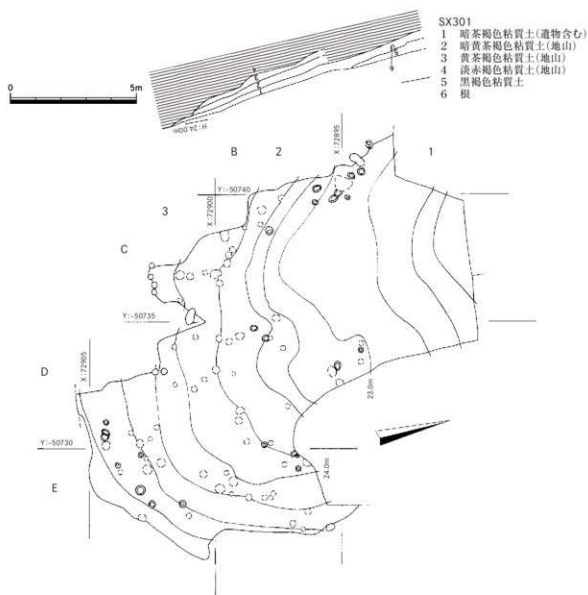 SX301
1 暗茶褐色粘質土(遺物含む)
2 暗黄茶褐色粘質土(地山)
3 黄茶褐色粘質土(地山)
4 淡赤褐色粘質土(地山)
5 黒褐色粘質土
6 根
0 5m
H:24.00m
X:72895
B 2 1
Y:-50740
X:72900
3
C
Y:-50735
X:72905
D
23.0m
Y:-50730
24.0m
E